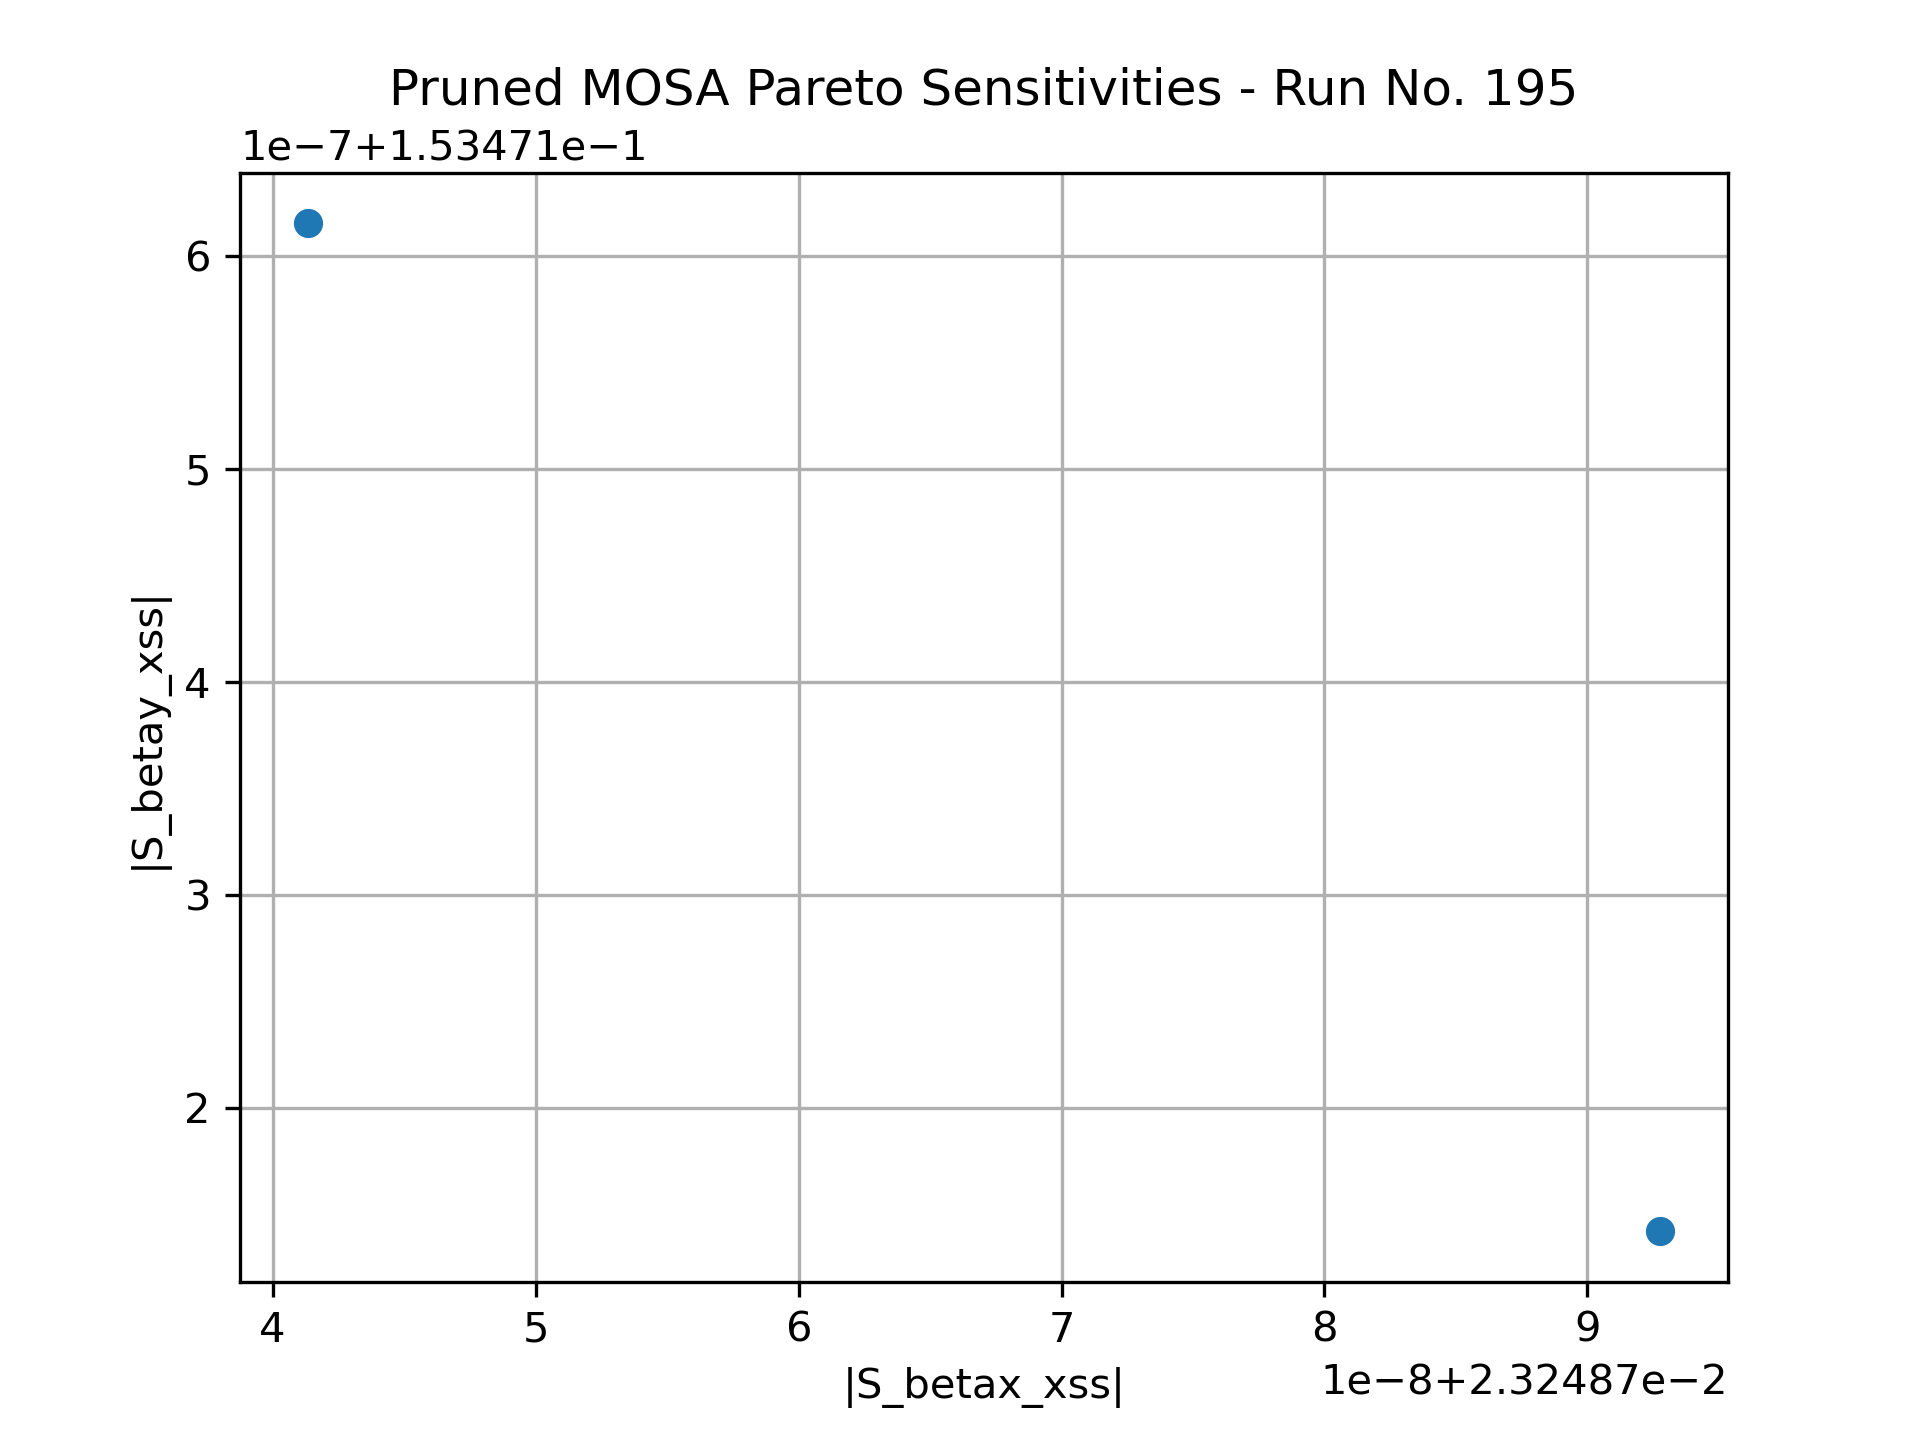 Pruned MOSA Pareto Sensitivities - Run No. 195
1e−7+1.53471e−1
6
5
4
3
2
|S_betay_xss|
4 5 6 7 8 9
|S_betax_xss|
1e−8+2.32487e−2